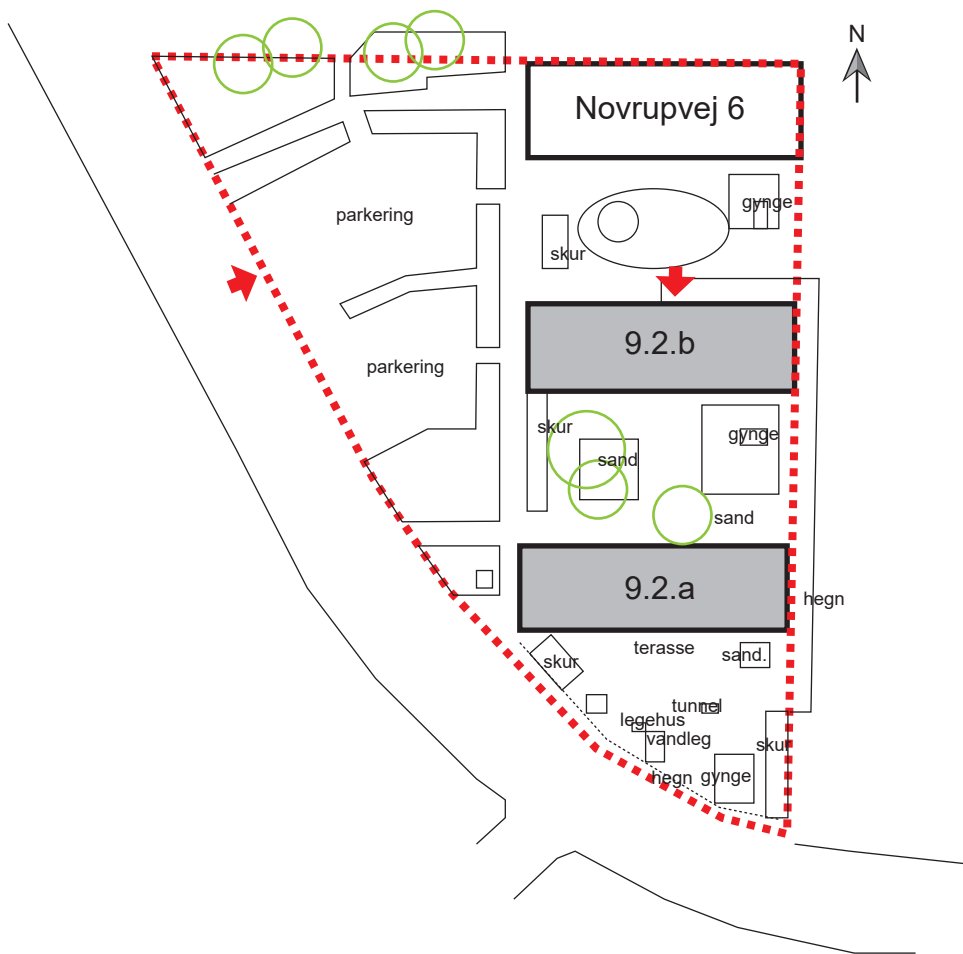 N
Novrupvej 6
gynge
parkering
skur
9.2.b
parkering
skur
gynge
sand
sand
9.2.a
hegn
terasse
sand.
skur
tunnel
legehus
vandleg
skur
hegn
gynge